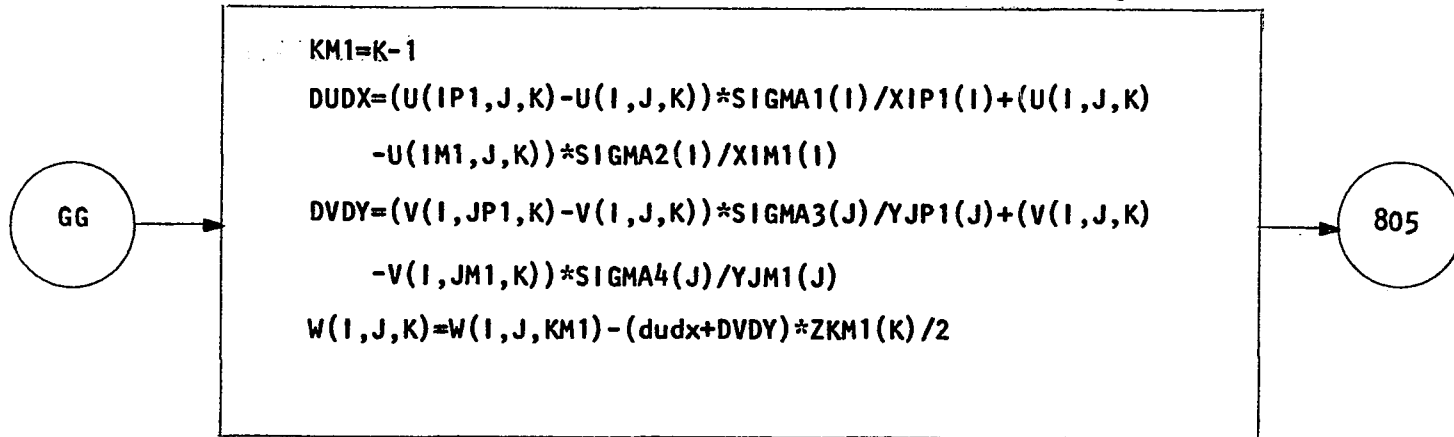 KM1=K-1
DUDX=(U(IP1,J,K)-U(I,J,K))*SIGMA1(I)/XIP1(I)+(U(I,J,K)
-U(IM1,J,K))*SIGMA2(I)/XIM1(I)
GG
DVDY=(V(I,JP1,K)-V(I,J,K))*SIGMA3(J)/YJP1(J)+(V(I,J,K)
805
-V(I,JM1,K))*SIGMA4(J)/YJM1(J)
W(I,J,K)=W(I,J,KM1)-(dudx+DVDY)*ZKM1(K)/2